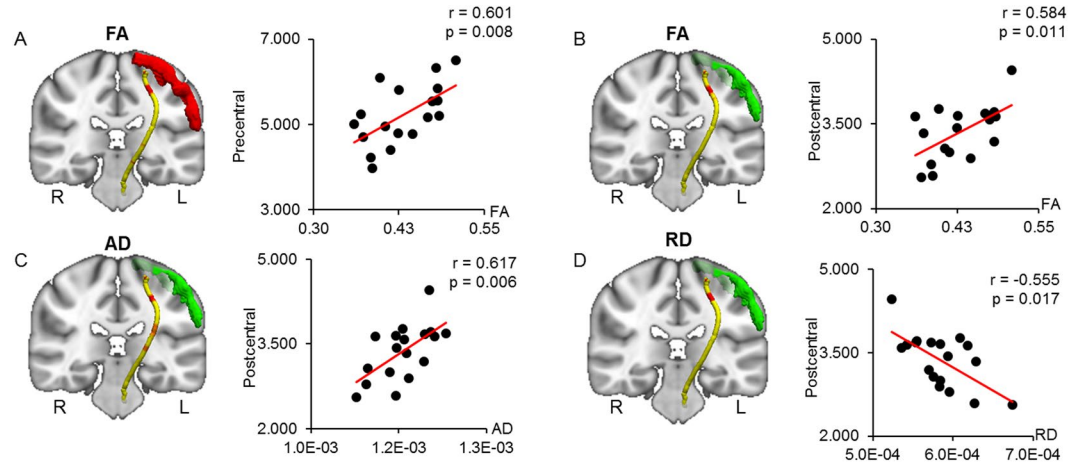 A
FA
7.000
5.000
3.000
Precentral
r = 0.601
p = 0.008
0.30
0.43
0.55
FA
R
L
B
FA
5.000
3.500
2.000
Postcentral
r = 0.584
p = 0.011
0.30
0.43
0.55
FA
R
L
C
AD
5.000
3.500
2.000
Postcentral
r = 0.617
p = 0.006
1.0E-03
1.2E-03
1.3E-03
AD
R
L
D
RD
5.000
3.500
2.000
Postcentral
r = -0.555
p = 0.017
5.0E-04
6.0E-04
7.0E-04
RD
R
L